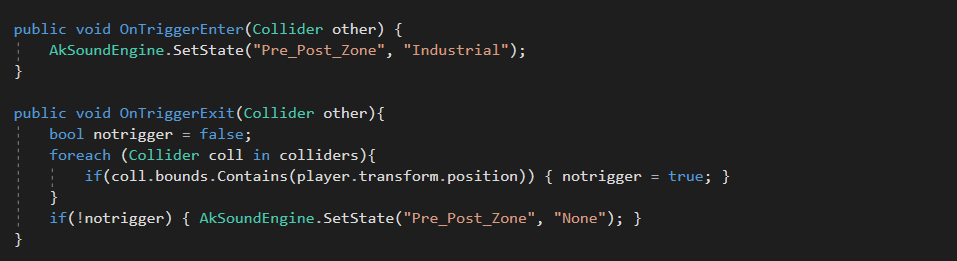 public void OnTriggerEnter(Collider other) {
    AkSoundEngine.SetState("Pre_Post_Zone", "Industrial");
}

public void OnTriggerExit(Collider other){
    bool notrigger = false;
    foreach (Collider coll in colliders){
        if(coll.bounds.Contains(player.transform.position)) { notrigger = true; }
    }
    if(!notrigger) { AkSoundEngine.SetState("Pre_Post_Zone", "None"); }
}